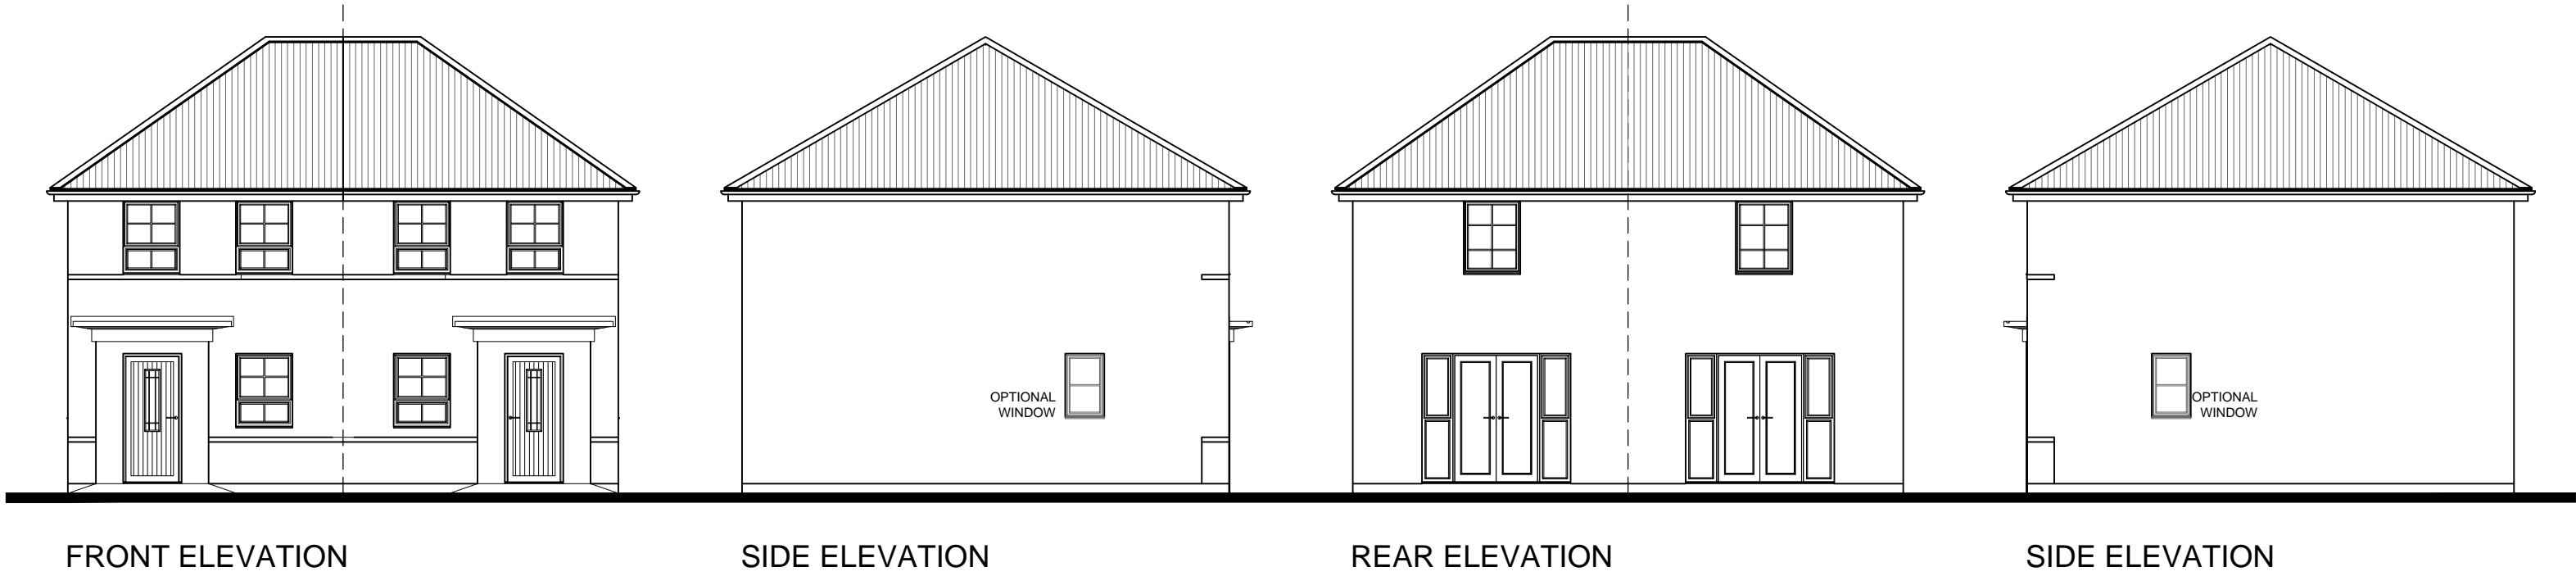 OPTIONAL
WINDOW
OPTIONAL
WINDOW
FRONT ELEVATION
SIDE ELEVATION
REAR ELEVATION
SIDE ELEVATION